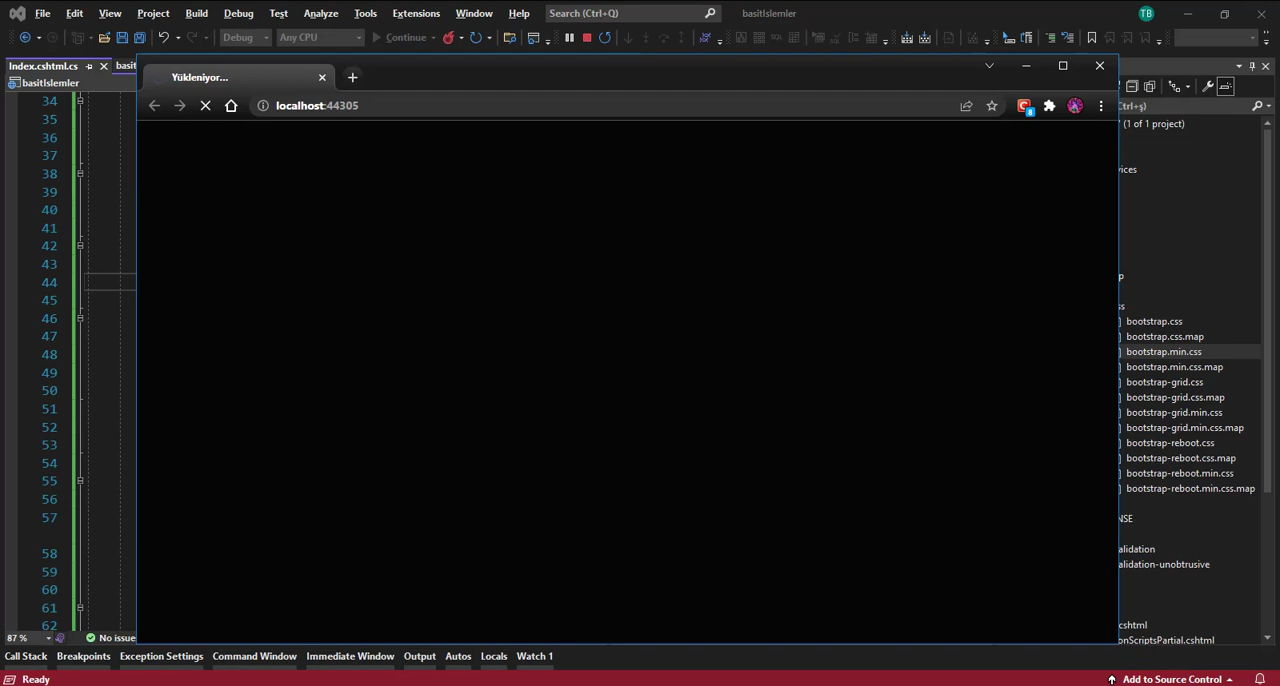 File Edit View Project Build Debug Test Analyze Tools Extensions Window Help Search (Ctrl+Q) basitIslemler TB
Debug Any CPU Continue
Index.cshtml.cs basit
basitIslemler
Yükleniyor...
localhost:44305
8
Ctrl+ş)
(1 of 1 project)
vices
p
ss
bootstrap.css
bootstrap.css.map
bootstrap.min.css
bootstrap.min.css.map
bootstrap-grid.css
bootstrap-grid.css.map
bootstrap-grid.min.css
bootstrap-grid.min.css.map
bootstrap-reboot.css
bootstrap-reboot.css.map
bootstrap-reboot.min.css
bootstrap-reboot.min.css.map
NSE
alidation
alidation-unobtrusive
cshtml
onScriptsPartial.cshtml
34
35
36
37
38
39
40
41
42
43
44
45
46
47
48
49
50
51
52
53
54
55
56
57
58
59
60
61
62
87 % No issue
Call Stack Breakpoints Exception Settings Command Window Immediate Window Output Autos Locals Watch 1
Ready Add to Source Control